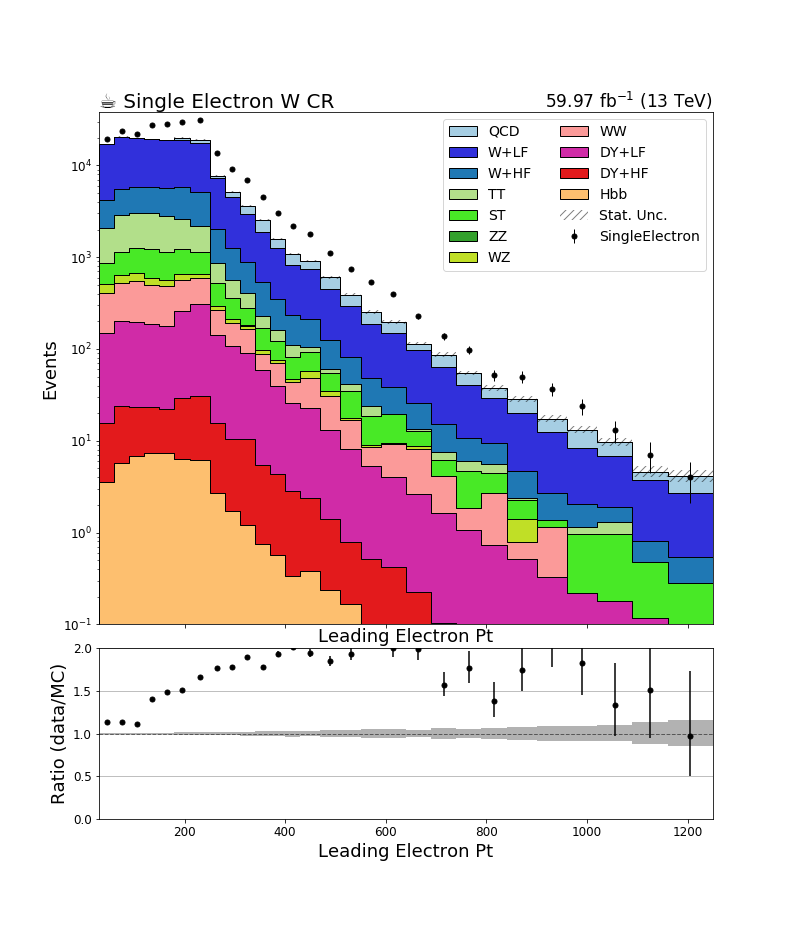 ☕ Single Electron W CR
59.97 fb⁻¹ (13 TeV)
QCD
W+LF
W+HF
TT
ST
ZZ
WZ
WW
DY+LF
DY+HF
Hbb
Stat. Unc.
SingleElectron
Events
10⁴
10³
10²
10¹
10⁰
10⁻¹
Leading Electron Pt
Ratio (data/MC)
2.0
1.5
1.0
0.5
0.0
200 400 600 800 1000 1200
Leading Electron Pt